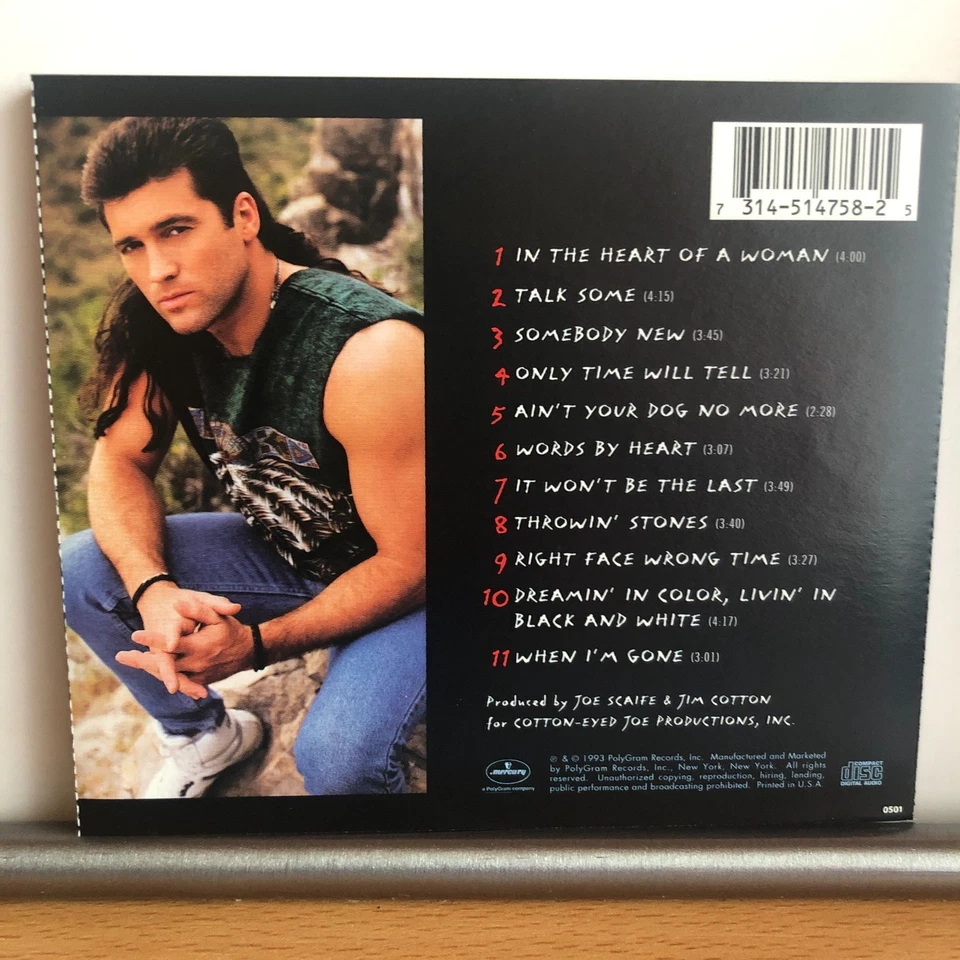 7 314-514758-2 5
1 IN THE HEART OF A WOMAN (4:00)
2 TALK SOME (4:15)
3 SOMEBODY NEW (3:45)
4 ONLY TIME WILL TELL (3:21)
5 AIN'T YOUR DOG NO MORE (2:28)
6 WORDS BY HEART (3:07)
7 IT WON'T BE THE LAST (3:49)
8 THROWIN' STONES (3:40)
9 RIGHT FACE WRONG TIME (3:27)
10 DREAMIN' IN COLOR, LIVIN' IN
BLACK AND WHITE (4:17)
11 WHEN I'M GONE (3:01)
Produced by JOE SCAIFE & JIM COTTON
for COTTON-EYED JOE PRODUCTIONS, INC.
mercury
a PolyGram company
℗ & © 1993 PolyGram Records, Inc. Manufactured and Marketed
by PolyGram Records, Inc., New York, New York. All rights
reserved. Unauthorized copying, reproduction, hiring, lending,
public performance and broadcasting prohibited. Printed in U.S.A.
COMPACT
disc
DIGITAL AUDIO
0501